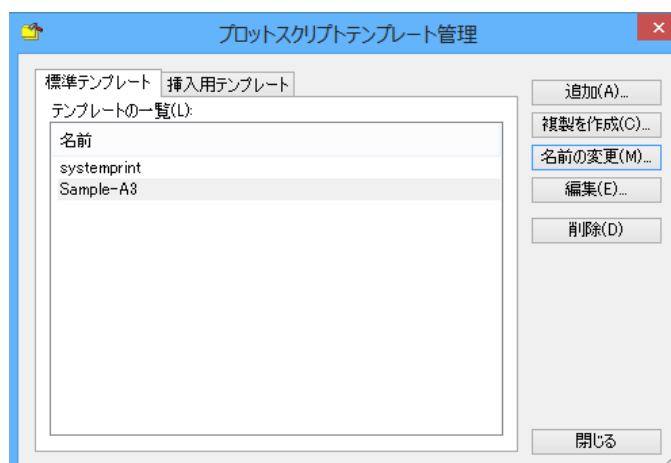 プロットスクリプトテンプレート管理
標準テンプレート 挿入用テンプレート
テンプレートの一覧(L):
名前
systemprint
Sample-A3
追加(A)...
複製を作成(C)...
名前の変更(M)...
編集(E)...
削除(D)
閉じる